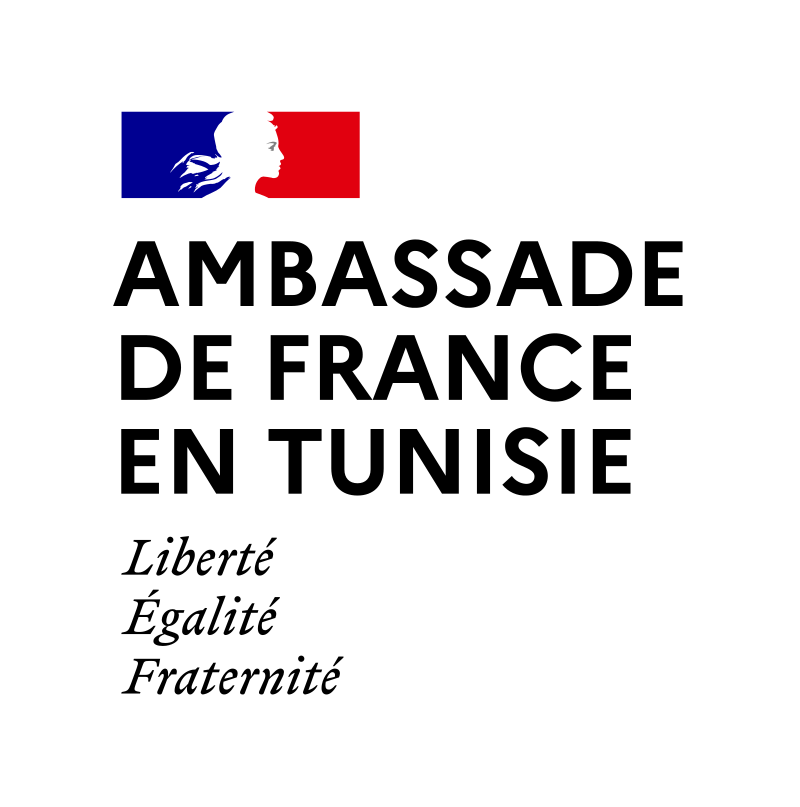 AMBASSADE
DE FRANCE
EN TUNISIE
Liberté
Égalité
Fraternité